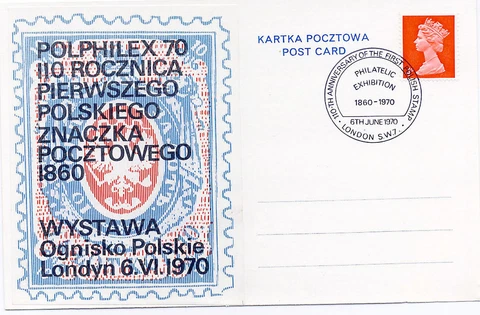 POLPHILEX 70
110 ROCZNICA
PIERWSZEGO
POLSKIEGO
ZNACZKA
POCZTOWEGO
1860
WYSTAWA
Ognisko Polskie
Londyn 6.VI.1970
KARTKA POCZTOWA
POST CARD
110TH ANNIVERSARY OF THE FIRST POLISH STAMP
PHILATELIC
EXHIBITION
1860-1970
6TH JUNE 1970
· LONDON S.W.7. ·